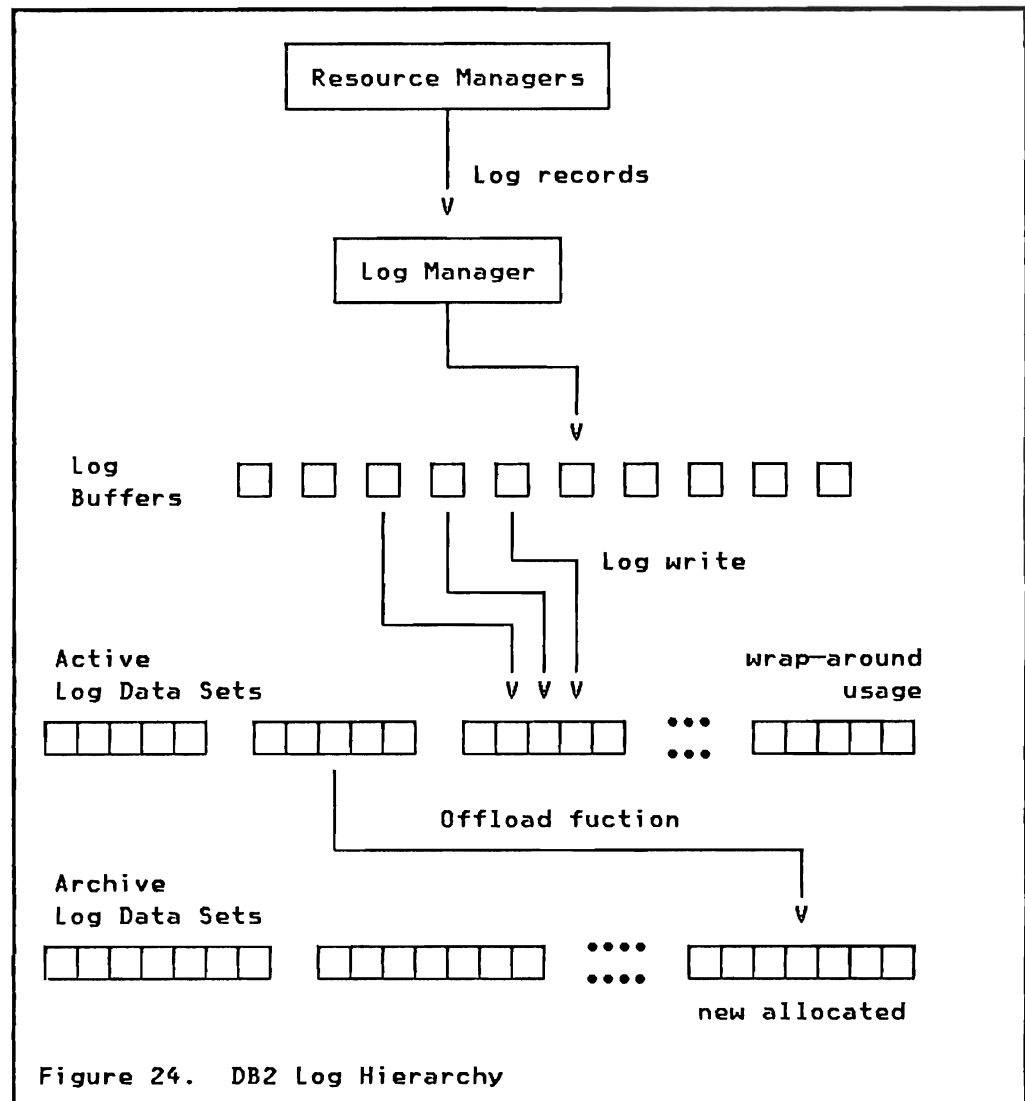 Resource Managers
Log records
Log Manager
Log
Buffers
Log write
Active
Log Data Sets
wrap-around
usage
Offload fuction
Archive
Log Data Sets
new allocated
Figure 24. DB2 Log Hierarchy